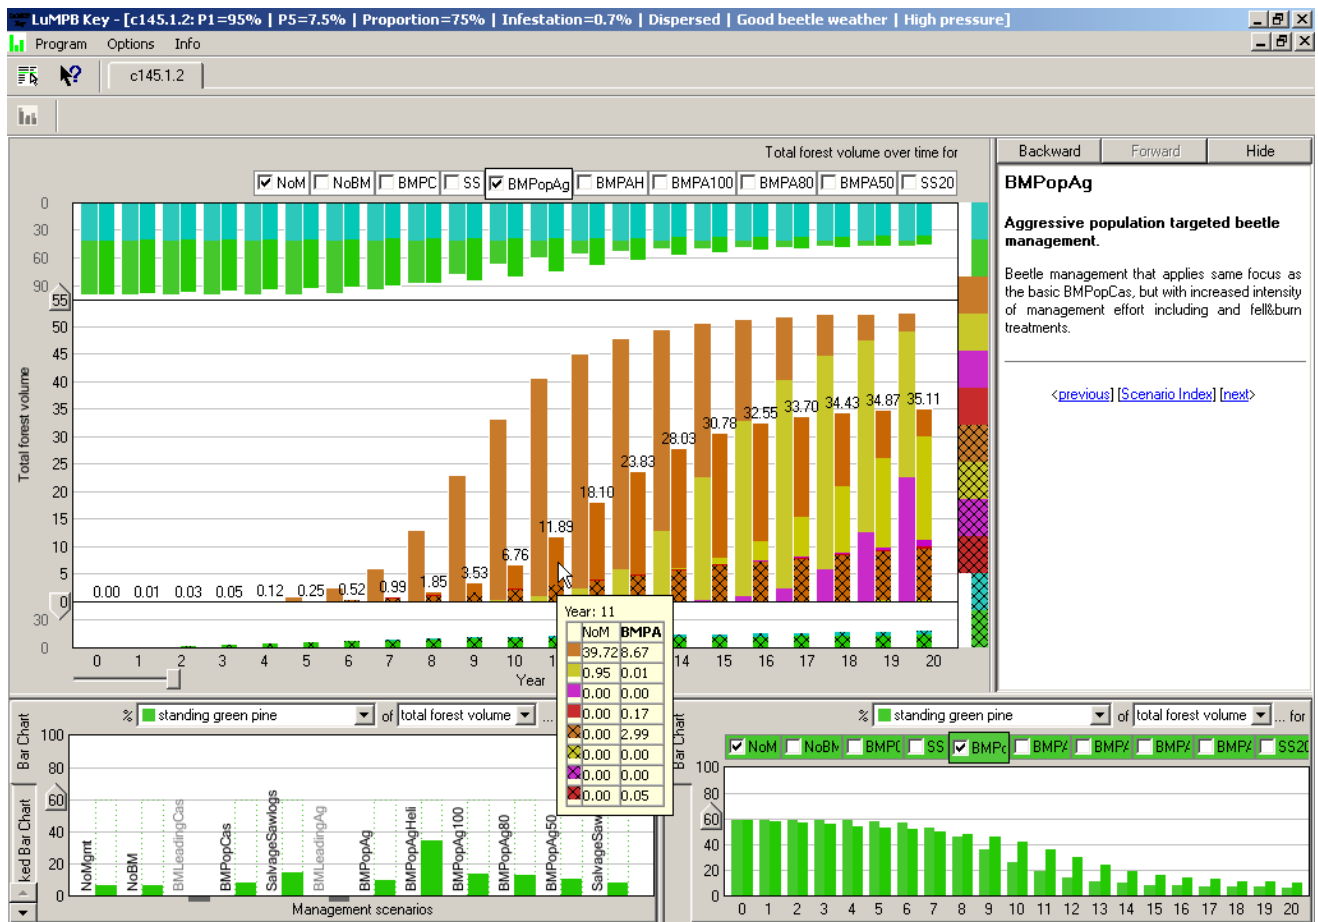 LuMPB Key - [c145.1.2: P1=95% | P5=7.5% | Proportion=75% | Infestation=0.7% | Dispersed | Good beetle weather | High pressure]
Program Options Info
c145.1.2
Total forest volume over time for
NoM NoBM BMPC SS BMPopAg BMPAH BMPA100 BMPA80 BMPA50 SS20
0
30
60
90
55
50
45
40
35
30
25
20
15
10
5
0
30
0
Total forest volume
0.00 0.01 0.03 0.05 0.12 0.25 0.52 0.99 1.85 3.53 6.76 11.89 18.10 23.83 28.03 30.78 32.55 33.70 34.43 34.87 35.11
0 1 2 3 4 5 6 7 8 9 10 1 14 15 16 17 18 19 20
Year
Year: 11
NoM BMPA
39.72 8.67
0.95 0.01
0.00 0.00
0.00 0.17
0.00 2.99
0.00 0.00
0.00 0.00
0.00 0.05
Backward Forward Hide
BMPopAg
Aggressive population targeted beetle
management.
Beetle management that applies same focus as
the basic BMPopCas, but with increased intensity
of management effort including and fell&burn
treatments.
<previous] [Scenario Index] [next>
Bar Chart
ked Bar Chart
% standing green pine of total forest volume ...
100
80
60
40
20
0
NoMgmt
NoBM
BMLeadingCas
BMPopCas
SalvageSawlogs
BMLeadingAg
BMPopAg
BMPopAgHeli
BMPopAg100
BMPopAg80
BMPopAg50
SalvageSaw
Management scenarios
Bar Chart
% standing green pine of total forest volume ... for
NoM NoBM BMPC SS BMPc BMPA BMPA BMPA BMPA SS20
100
80
60
40
20
0
0 1 2 3 4 5 6 7 8 9 10 11 12 13 14 15 16 17 18 19 20